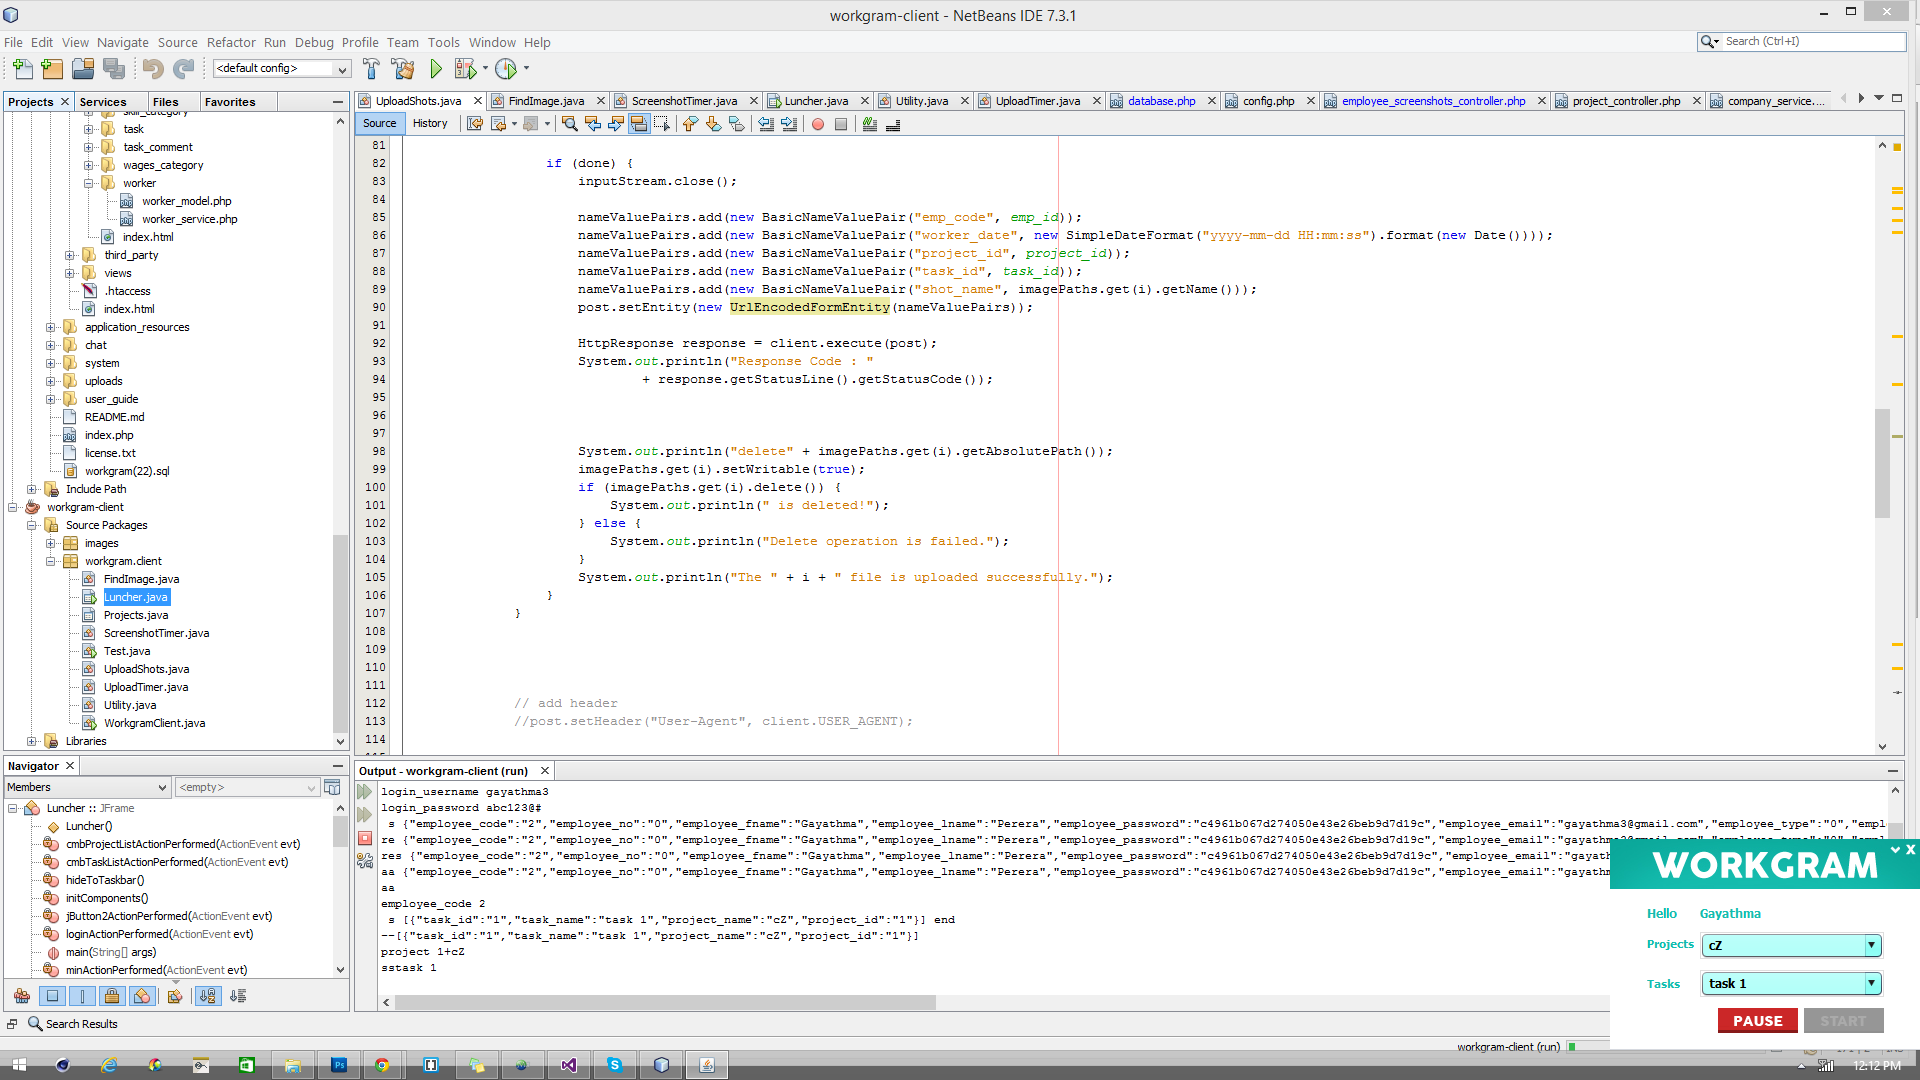 workgram-client - NetBeans IDE 7.3.1
File Edit View Navigate Source Refactor Run Debug Profile Team Tools Window Help
Search (Ctrl+I)
<default config>
Projects Services Files Favorites
skill_category
task
task_comment
wages_category
worker
worker_model.php
worker_service.php
index.html
third_party
views
.htaccess
index.html
application_resources
chat
system
uploads
user_guide
README.md
index.php
license.txt
workgram(22).sql
Include Path
workgram-client
Source Packages
images
workgram.client
FindImage.java
Luncher.java
Projects.java
ScreenshotTimer.java
Test.java
UploadShots.java
UploadTimer.java
Utility.java
WorkgramClient.java
Libraries
Navigator
Members <empty>
Luncher :: JFrame
Luncher()
cmbProjectListActionPerformed(ActionEvent evt)
cmbTaskListActionPerformed(ActionEvent evt)
hideToTaskbar()
initComponents()
jButton2ActionPerformed(ActionEvent evt)
loginActionPerformed(ActionEvent evt)
main(String[] args)
minActionPerformed(ActionEvent evt)
Search Results
UploadShots.java FindImage.java ScreenshotTimer.java Luncher.java Utility.java UploadTimer.java database.php config.php employee_screenshots_controller.php project_controller.php company_service....
Source History
81
82 if (done) {
83 inputStream.close();
84
85 nameValuePairs.add(new BasicNameValuePair("emp_code", emp_id));
86 nameValuePairs.add(new BasicNameValuePair("worker_date", new SimpleDateFormat("yyyy-mm-dd HH:mm:ss").format(new Date())));
87 nameValuePairs.add(new BasicNameValuePair("project_id", project_id));
88 nameValuePairs.add(new BasicNameValuePair("task_id", task_id));
89 nameValuePairs.add(new BasicNameValuePair("shot_name", imagePaths.get(i).getName()));
90 post.setEntity(new UrlEncodedFormEntity(nameValuePairs));
91
92 HttpResponse response = client.execute(post);
93 System.out.println("Response Code : "
94 + response.getStatusLine().getStatusCode());
95
96
97
98 System.out.println("delete" + imagePaths.get(i).getAbsolutePath());
99 imagePaths.get(i).setWritable(true);
100 if (imagePaths.get(i).delete()) {
101 System.out.println(" is deleted!");
102 } else {
103 System.out.println("Delete operation is failed.");
104 }
105 System.out.println("The " + i + " file is uploaded successfully.");
106 }
107 }
108
109
110
111
112 // add header
113 //post.setHeader("User-Agent", client.USER_AGENT);
114
Output - workgram-client (run)
login_username gayathma3
login_password abc123@#
s {"employee_code":"2","employee_no":"0","employee_fname":"Gayathma","employee_lname":"Perera","employee_password":"c4961b067d274050e43e26beb9d7d19c","employee_email":"gayathma3@gmail.com","employee_type":"0","empl
re {"employee_code":"2","employee_no":"0","employee_fname":"Gayathma","employee_lname":"Perera","employee_password":"c4961b067d274050e43e26beb9d7d19c","employee_email":"gayathma3@gmail.com","employee_type":"0","emp
res {"employee_code":"2","employee_no":"0","employee_fname":"Gayathma","employee_lname":"Perera","employee_password":"c4961b067d274050e43e26beb9d7d19c","employee_email":"gayath
aa {"employee_code":"2","employee_no":"0","employee_fname":"Gayathma","employee_lname":"Perera","employee_password":"c4961b067d274050e43e26beb9d7d19c","employee_email":"gayathm
aa
employee_code 2
s [{"task_id":"1","task_name":"task 1","project_name":"cZ","project_id":"1"}] end
--[{"task_id":"1","task_name":"task 1","project_name":"cZ","project_id":"1"}]
project 1+cZ
sstask 1
WORKGRAM
Hello Gayathma
Projects cZ
Tasks task 1
PAUSE START
workgram-client (run)
12:12 PM